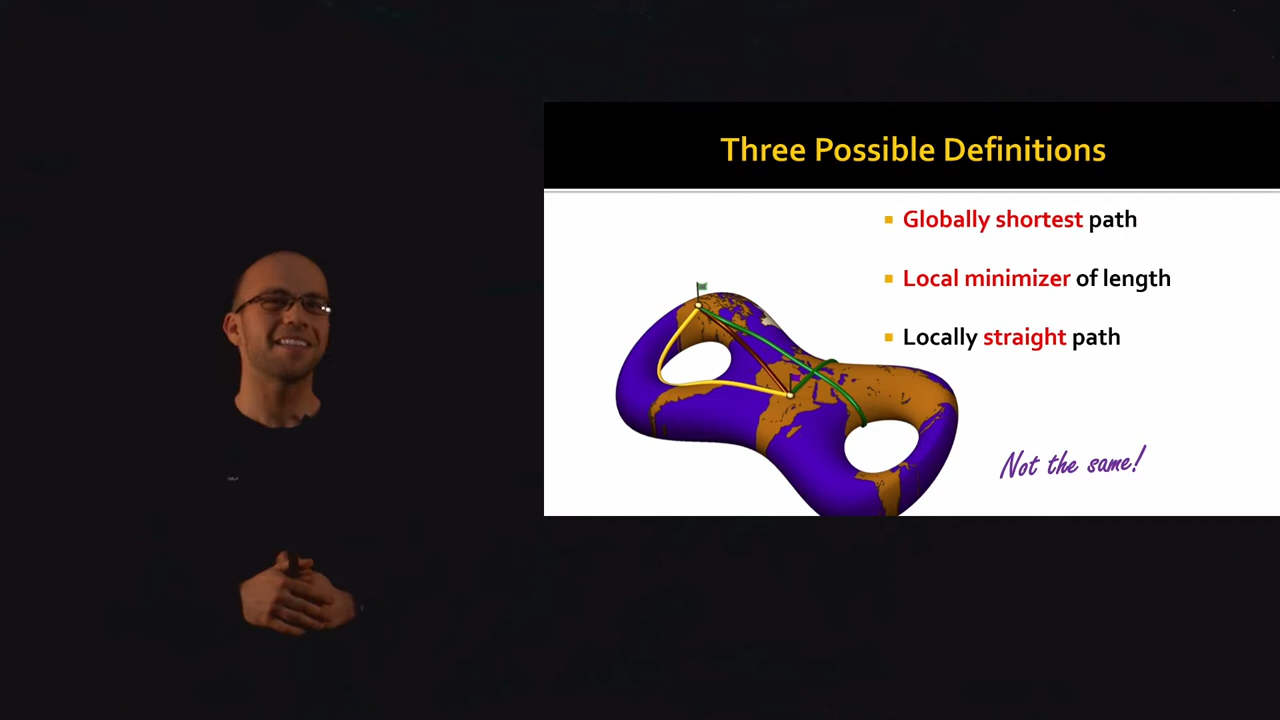 Three Possible Definitions
▪ Globally shortest path
▪ Local minimizer of length
▪ Locally straight path
Not the same!